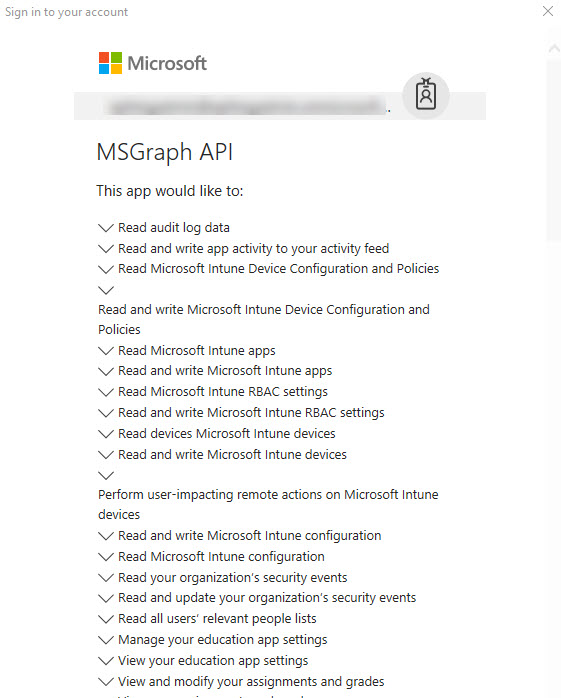 Sign in to your account
Microsoft
MSGraph API
This app would like to:
Read audit log data
Read and write app activity to your activity feed
Read Microsoft Intune Device Configuration and Policies
Read and write Microsoft Intune Device Configuration and
Policies
Read Microsoft Intune apps
Read and write Microsoft Intune apps
Read Microsoft Intune RBAC settings
Read and write Microsoft Intune RBAC settings
Read devices Microsoft Intune devices
Read and write Microsoft Intune devices
Perform user-impacting remote actions on Microsoft Intune
devices
Read and write Microsoft Intune configuration
Read Microsoft Intune configuration
Read your organization's security events
Read and update your organization's security events
Read all users' relevant people lists
Manage your education app settings
View your education app settings
View and modify your assignments and grades